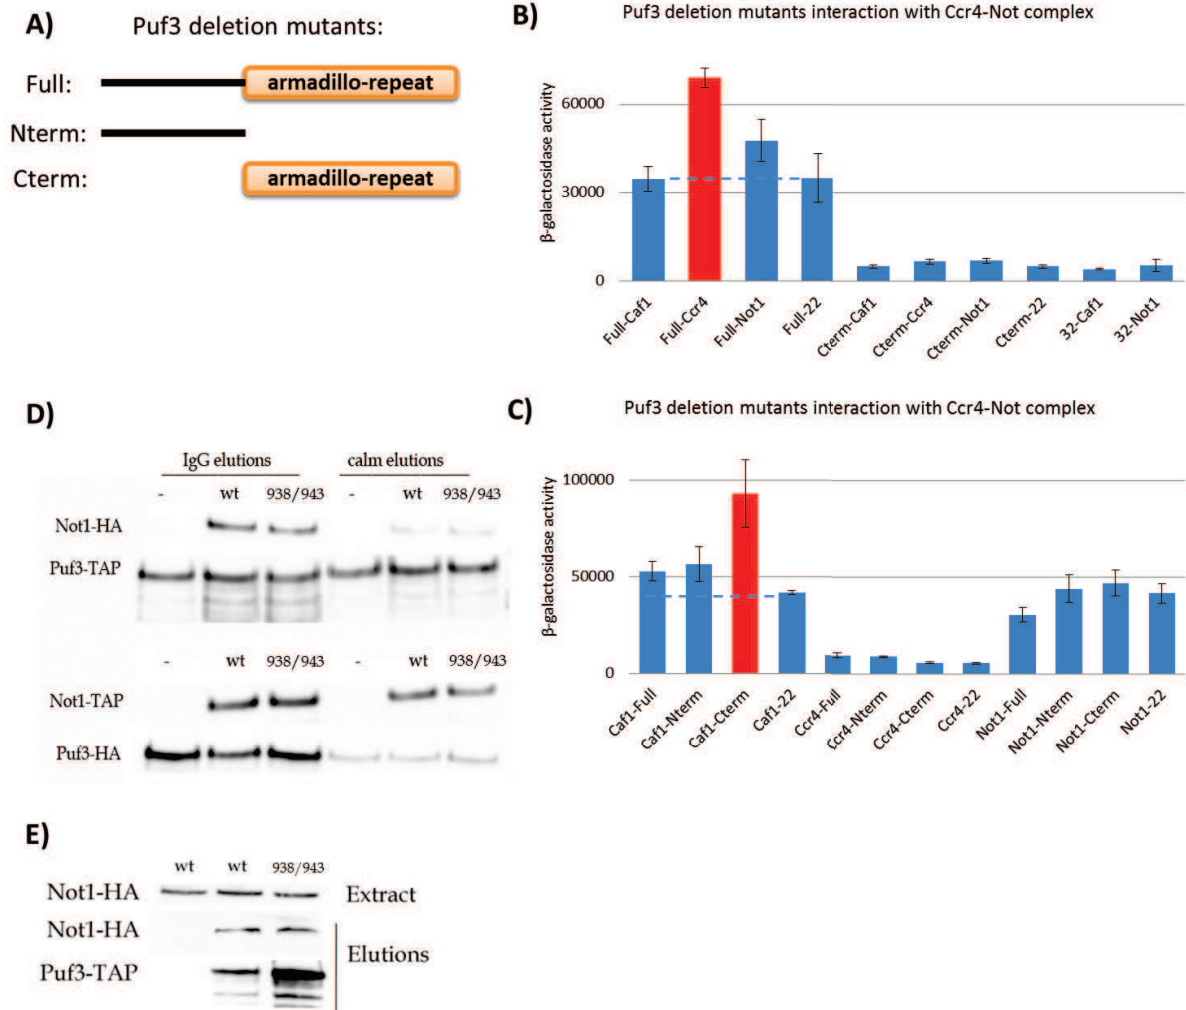 A)
Puf3 deletion mutants:
Full:
armadillo-repeat
Nterm:
Cterm:
armadillo-repeat
B)
Puf3 deletion mutants interaction with Ccr4-Not complex
β-galactosidase activity
60000
30000
0
Full-Caf1
Full-Ccr4
Full-Not1
Full-22
Cterm-Caf1
Cterm-Ccr4
Cterm-Not1
Cterm-22
32-Caf1
32-Not1
D)
IgG elutions
calm elutions
- wt 938/943 - wt 938/943
Not1-HA
Puf3-TAP
- wt 938/943 - wt 938/943
Not1-TAP
Puf3-HA
C)
Puf3 deletion mutants interaction with Ccr4-Not complex
β-galactosidase activity
100000
50000
0
Caf1-Full
Caf1-Nterm
Caf1-Cterm
Caf1-22
Ccr4-Full
Ccr4-Nterm
Ccr4-Cterm
Ccr4-22
Not1-Full
Not1-Nterm
Not1-Cterm
Not1-22
E)
wt wt 938/943
Not1-HA Extract
Not1-HA
Elutions
Puf3-TAP